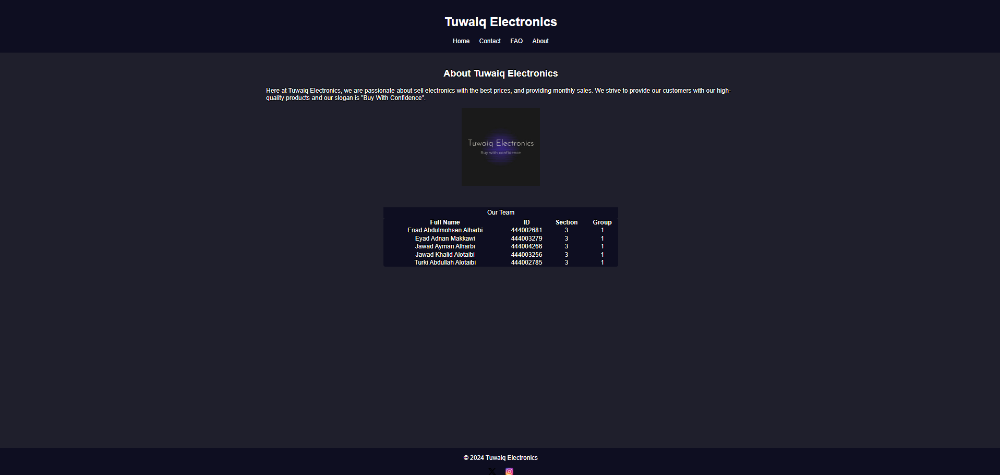 Tuwaiq Electronics
Home Contact FAQ About
About Tuwaiq Electronics
Here at Tuwaiq Electronics, we are passionate about sell electronics with the best prices, and providing monthly sales. We strive to provide our customers with our high-
quality products and our slogan is "Buy With Confidence".
Tuwaiq Electronics
Buy with confidence
Our Team
Full Name ID Section Group
Enad Abdulmohsen Alharbi 444002681 3 1
Eyad Adnan Makkawi 444003279 3 1
Jawad Ayman Alharbi 444004266 3 1
Jawad Khalid Alotaibi 444003256 3 1
Turki Abdullah Alotaibi 444002785 3 1
© 2024 Tuwaiq Electronics